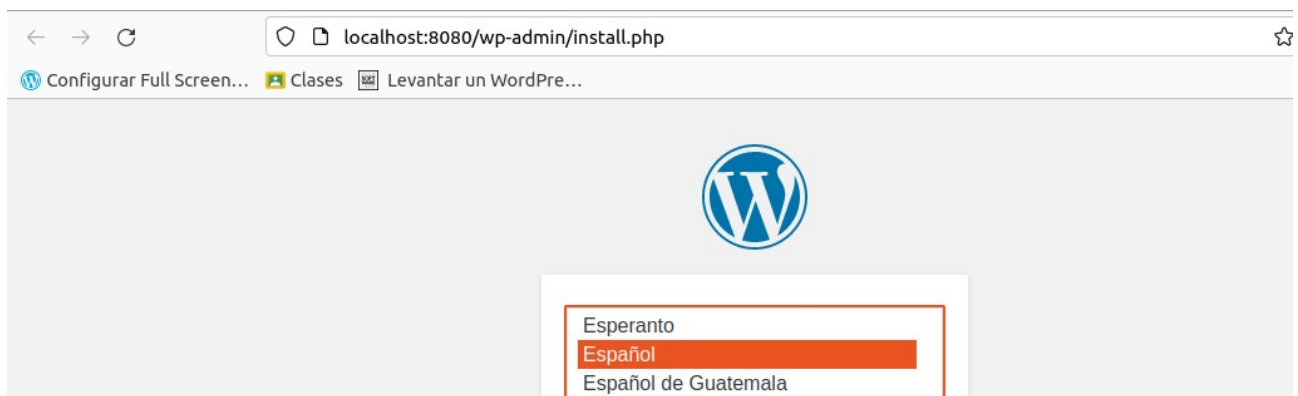 localhost:8080/wp-admin/install.php
Configurar Full Screen... Clases Levantar un WordPre...
Esperanto
Español
Español de Guatemala